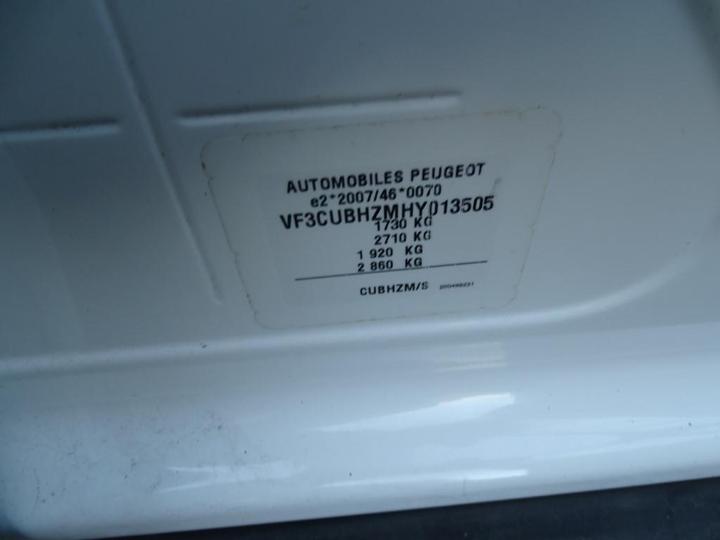 AUTOMOBILES PEUGEOT
e2*2007/46*0070
VF3CUBHZMHY013505
1730 KG
2710 KG
1 920 KG
2 860 KG
CUBHZM/S